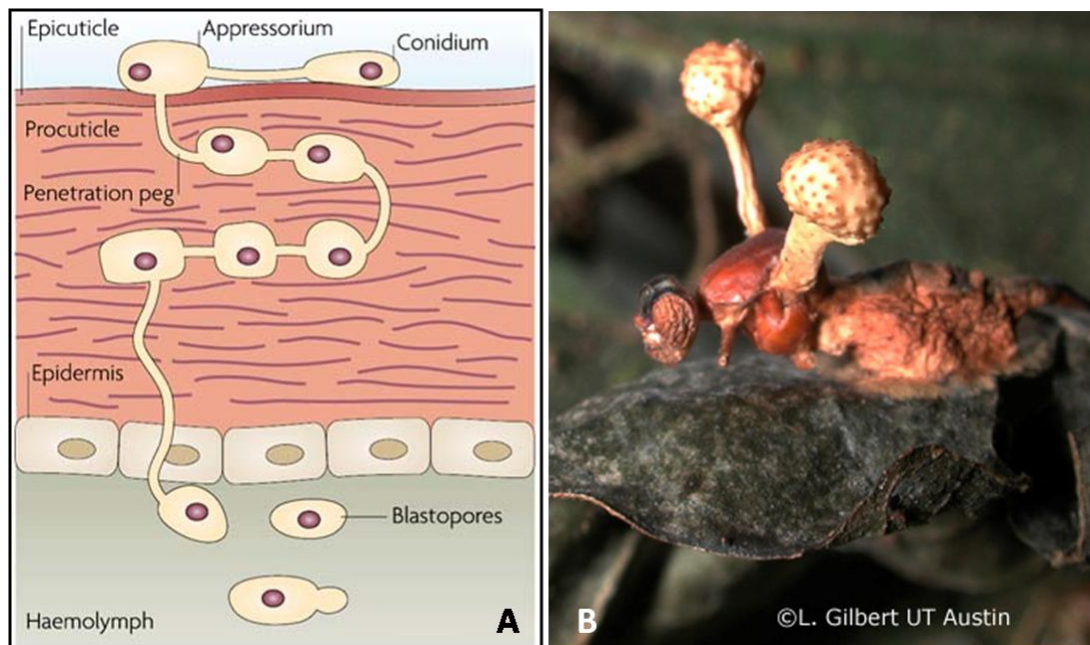 Epicuticle
Appressorium
Conidium
Procuticle
Penetration peg
Epidermis
Blastopores
Haemolymph
A
B
©L. Gilbert UT Austin